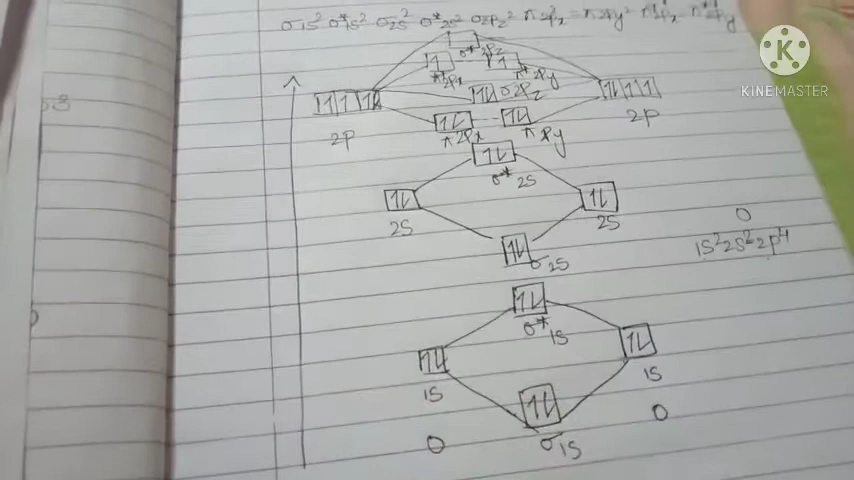 σ1s² σ*1s² σ2s² σ*2s² σ2pz² π2px² = π2py² π*2px¹ π*2py¹
σ*2pz
π*2px π*2py
σ2pz
2p 2p
π2px π2py
σ*2s
2s 2s
σ2s
O
1s²2s²2p⁴
σ*1s
1s 1s
O O
σ1s
KINEMASTER